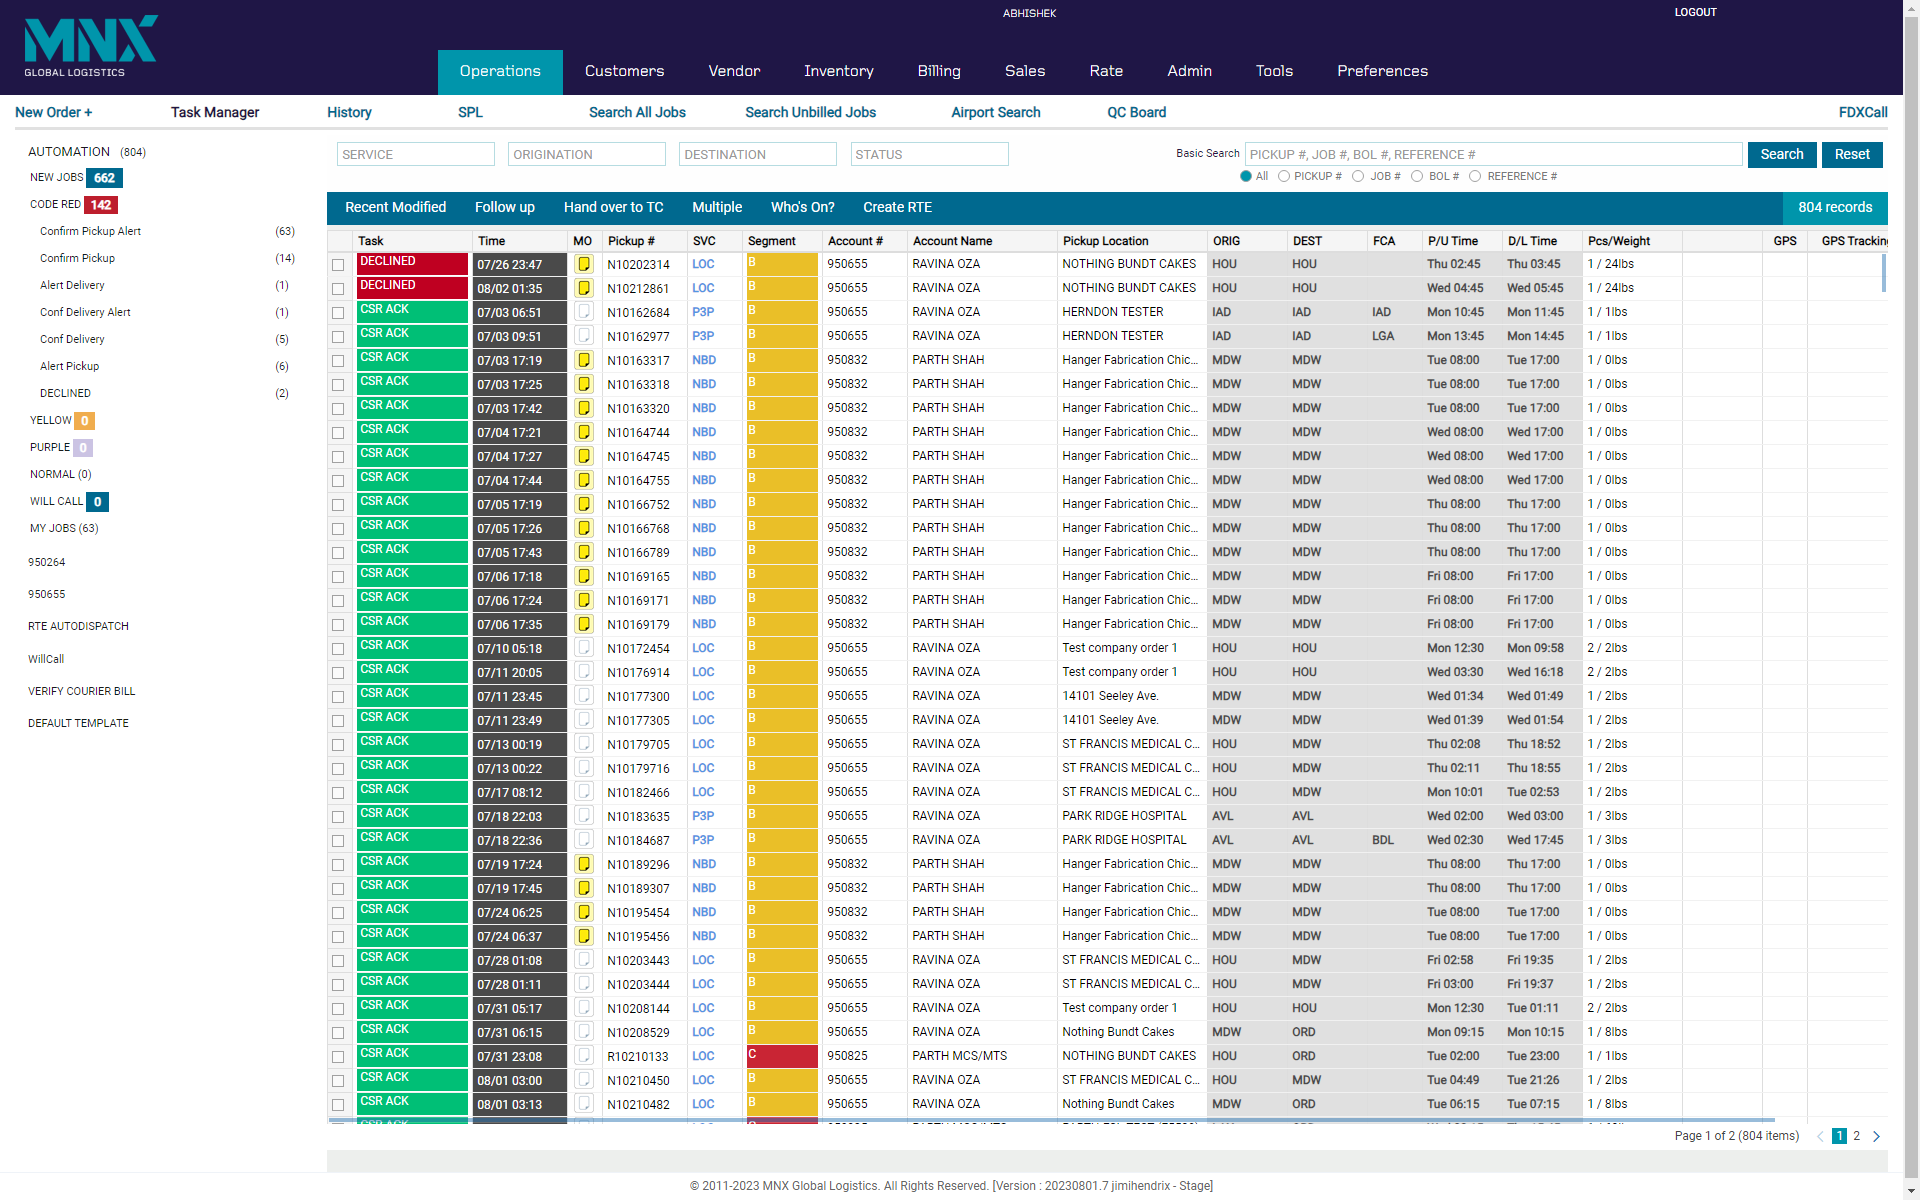 ABHISHEK
LOGOUT
MNX
GLOBAL LOGISTICS
Operations Customers Vendor Inventory Billing Sales Rate Admin Tools Preferences
New Order + Task Manager History SPL Search All Jobs Search Unbilled Jobs Airport Search QC Board FDXCall
AUTOMATION (804)
NEW JOBS 662
CODE RED 142
Confirm Pickup Alert (63)
Confirm Pickup (14)
Alert Delivery (1)
Conf Delivery Alert (1)
Conf Delivery (5)
Alert Pickup (6)
DECLINED (2)
YELLOW 0
PURPLE 0
NORMAL (0)
WILL CALL 0
MY JOBS (63)
950264
950655
RTE AUTODISPATCH
WillCall
VERIFY COURIER BILL
DEFAULT TEMPLATE
SERVICE ORIGINATION DESTINATION STATUS Basic Search PICKUP #, JOB #, BOL #, REFERENCE # Search Reset
All PICKUP # JOB # BOL # REFERENCE #
Recent Modified Follow up Hand over to TC Multiple Who's On? Create RTE 804 records
Task Time MO Pickup # SVC Segment Account # Account Name Pickup Location ORIG DEST FCA P/U Time D/L Time Pcs/Weight GPS GPS Tracking
DECLINED 07/26 23:47 N10202314 LOC B 950655 RAVINA OZA NOTHING BUNDT CAKES HOU HOU Thu 02:45 Thu 03:45 1 / 24lbs
DECLINED 08/02 01:35 N10212861 LOC B 950655 RAVINA OZA NOTHING BUNDT CAKES HOU HOU Wed 04:45 Wed 05:45 1 / 24lbs
CSR ACK 07/03 06:51 N10162684 P3P B 950655 RAVINA OZA HERNDON TESTER IAD IAD IAD Mon 10:45 Mon 11:45 1 / 1lbs
CSR ACK 07/03 09:51 N10162977 P3P B 950655 RAVINA OZA HERNDON TESTER IAD IAD LGA Mon 13:45 Mon 14:45 1 / 1lbs
CSR ACK 07/03 17:19 N10163317 NBD B 950832 PARTH SHAH Hanger Fabrication Chic... MDW MDW Tue 08:00 Tue 17:00 1 / 0lbs
CSR ACK 07/03 17:25 N10163318 NBD B 950832 PARTH SHAH Hanger Fabrication Chic... MDW MDW Tue 08:00 Tue 17:00 1 / 0lbs
CSR ACK 07/03 17:42 N10163320 NBD B 950832 PARTH SHAH Hanger Fabrication Chic... MDW MDW Tue 08:00 Tue 17:00 1 / 0lbs
CSR ACK 07/04 17:21 N10164744 NBD B 950832 PARTH SHAH Hanger Fabrication Chic... MDW MDW Wed 08:00 Wed 17:00 1 / 0lbs
CSR ACK 07/04 17:27 N10164745 NBD B 950832 PARTH SHAH Hanger Fabrication Chic... MDW MDW Wed 08:00 Wed 17:00 1 / 0lbs
CSR ACK 07/04 17:44 N10164755 NBD B 950832 PARTH SHAH Hanger Fabrication Chic... MDW MDW Wed 08:00 Wed 17:00 1 / 0lbs
CSR ACK 07/05 17:19 N10166752 NBD B 950832 PARTH SHAH Hanger Fabrication Chic... MDW MDW Thu 08:00 Thu 17:00 1 / 0lbs
CSR ACK 07/05 17:26 N10166768 NBD B 950832 PARTH SHAH Hanger Fabrication Chic... MDW MDW Thu 08:00 Thu 17:00 1 / 0lbs
CSR ACK 07/05 17:43 N10166789 NBD B 950832 PARTH SHAH Hanger Fabrication Chic... MDW MDW Thu 08:00 Thu 17:00 1 / 0lbs
CSR ACK 07/06 17:18 N10169165 NBD B 950832 PARTH SHAH Hanger Fabrication Chic... MDW MDW Fri 08:00 Fri 17:00 1 / 0lbs
CSR ACK 07/06 17:24 N10169171 NBD B 950832 PARTH SHAH Hanger Fabrication Chic... MDW MDW Fri 08:00 Fri 17:00 1 / 0lbs
CSR ACK 07/06 17:35 N10169179 NBD B 950832 PARTH SHAH Hanger Fabrication Chic... MDW MDW Fri 08:00 Fri 17:00 1 / 0lbs
CSR ACK 07/10 05:18 N10172454 LOC B 950655 RAVINA OZA Test company order 1 HOU HOU Mon 12:30 Mon 09:58 2 / 2lbs
CSR ACK 07/11 20:05 N10176914 LOC B 950655 RAVINA OZA Test company order 1 HOU HOU Wed 03:30 Wed 16:18 2 / 2lbs
CSR ACK 07/11 23:45 N10177300 LOC B 950655 RAVINA OZA 14101 Seeley Ave. MDW MDW Wed 01:34 Wed 01:49 1 / 2lbs
CSR ACK 07/11 23:49 N10177305 LOC B 950655 RAVINA OZA 14101 Seeley Ave. MDW MDW Wed 01:39 Wed 01:54 1 / 2lbs
CSR ACK 07/13 00:19 N10179705 LOC B 950655 RAVINA OZA ST FRANCIS MEDICAL C... HOU MDW Thu 02:08 Thu 18:52 1 / 2lbs
CSR ACK 07/13 00:22 N10179716 LOC B 950655 RAVINA OZA ST FRANCIS MEDICAL C... HOU MDW Thu 02:11 Thu 18:55 1 / 2lbs
CSR ACK 07/17 08:12 N10182466 LOC B 950655 RAVINA OZA ST FRANCIS MEDICAL C... HOU MDW Mon 10:01 Tue 02:53 1 / 2lbs
CSR ACK 07/18 22:03 N10183635 P3P B 950655 RAVINA OZA PARK RIDGE HOSPITAL AVL AVL Wed 02:00 Wed 03:00 1 / 3lbs
CSR ACK 07/18 22:36 N10184687 P3P B 950655 RAVINA OZA PARK RIDGE HOSPITAL AVL AVL BDL Wed 02:30 Wed 17:45 1 / 3lbs
CSR ACK 07/19 17:24 N10189296 NBD B 950832 PARTH SHAH Hanger Fabrication Chic... MDW MDW Thu 08:00 Thu 17:00 1 / 0lbs
CSR ACK 07/19 17:45 N10189307 NBD B 950832 PARTH SHAH Hanger Fabrication Chic... MDW MDW Thu 08:00 Thu 17:00 1 / 0lbs
CSR ACK 07/24 06:25 N10195454 NBD B 950832 PARTH SHAH Hanger Fabrication Chic... MDW MDW Tue 08:00 Tue 17:00 1 / 0lbs
CSR ACK 07/24 06:37 N10195456 NBD B 950832 PARTH SHAH Hanger Fabrication Chic... MDW MDW Tue 08:00 Tue 17:00 1 / 0lbs
CSR ACK 07/28 01:08 N10203443 LOC B 950655 RAVINA OZA ST FRANCIS MEDICAL C... HOU MDW Fri 02:58 Fri 19:35 1 / 2lbs
CSR ACK 07/28 01:11 N10203444 LOC B 950655 RAVINA OZA ST FRANCIS MEDICAL C... HOU MDW Fri 03:00 Fri 19:37 1 / 2lbs
CSR ACK 07/31 05:17 N10208144 LOC B 950655 RAVINA OZA Test company order 1 HOU HOU Mon 12:30 Tue 01:11 2 / 2lbs
CSR ACK 07/31 06:15 N10208529 LOC B 950655 RAVINA OZA Nothing Bundt Cakes MDW ORD Mon 09:15 Mon 10:15 1 / 8lbs
CSR ACK 07/31 23:08 R10210133 LOC C 950825 PARTH MCS/MTS NOTHING BUNDT CAKES HOU ORD Tue 02:00 Tue 23:00 1 / 1lbs
CSR ACK 08/01 03:00 N10210450 LOC B 950655 RAVINA OZA ST FRANCIS MEDICAL C... HOU MDW Tue 04:49 Tue 21:26 1 / 2lbs
CSR ACK 08/01 03:13 N10210482 LOC B 950655 RAVINA OZA Nothing Bundt Cakes MDW ORD Tue 06:15 Tue 07:15 1 / 8lbs
Page 1 of 2 (804 items) 1 2
© 2011-2023 MNX Global Logistics. All Rights Reserved. [Version : 20230801.7 jimihendrix - Stage]